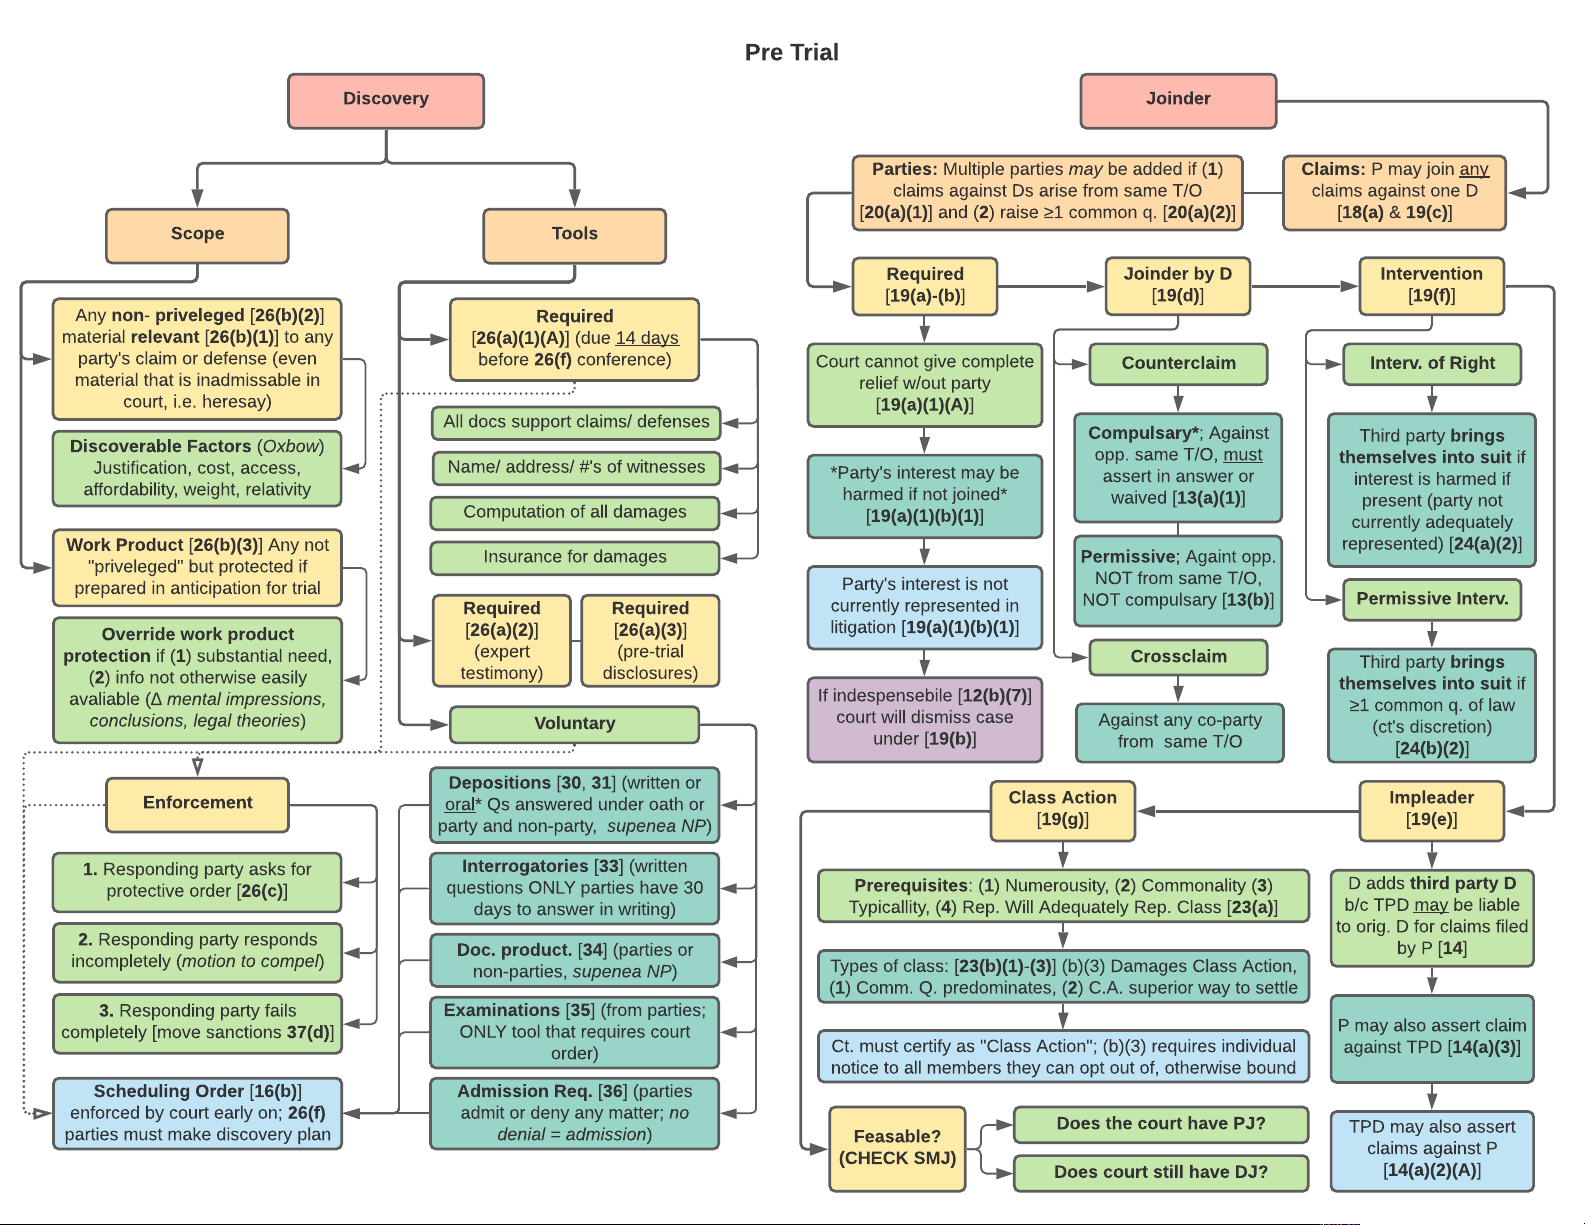 Pre Trial
Discovery
Scope
Any non- priveleged [26(b)(2)]
material relevant [26(b)(1)] to any
party's claim or defense (even
material that is inadmissable in
court, i.e. heresay)
Discoverable Factors (Oxbow)
Justification, cost, access,
affordability, weight, relativity
Work Product [26(b)(3)] Any not
"priveleged" but protected if
prepared in anticipation for trial
Override work product
protection if (1) substantial need,
(2) info not otherwise easily
avaliable (Δ mental impressions,
conclusions, legal theories)
Enforcement
1. Responding party asks for
protective order [26(c)]
2. Responding party responds
incompletely (motion to compel)
3. Responding party fails
completely [move sanctions 37(d)]
Scheduling Order [16(b)]
enforced by court early on; 26(f)
parties must make discovery plan
Tools
Required
[26(a)(1)(A)] (due 14 days
before 26(f) conference)
All docs support claims/ defenses
Name/ address/ #'s of witnesses
Computation of all damages
Insurance for damages
Required
[26(a)(2)]
(expert
testimony)
Required
[26(a)(3)]
(pre-trial
disclosures)
Voluntary
Depositions [30, 31] (written or
oral* Qs answered under oath or
party and non-party, supenea NP)
Interrogatories [33] (written
questions ONLY parties have 30
days to answer in writing)
Doc. product. [34] (parties or
non-parties, supenea NP)
Examinations [35] (from parties;
ONLY tool that requires court
order)
Admission Req. [36] (parties
admit or deny any matter; no
denial = admission)
Joinder
Parties: Multiple parties may be added if (1)
claims against Ds arise from same T/O
[20(a)(1)] and (2) raise ≥1 common q. [20(a)(2)]
Claims: P may join any
claims against one D
[18(a) & 19(c)]
Required
[19(a)-(b)]
Court cannot give complete
relief w/out party
[19(a)(1)(A)]
*Party's interest may be
harmed if not joined*
[19(a)(1)(b)(1)]
Party's interest is not
currently represented in
litigation [19(a)(1)(b)(1)]
If indespensebile [12(b)(7)]
court will dismiss case
under [19(b)]
Joinder by D
[19(d)]
Counterclaim
Compulsary*; Against
opp. same T/O, must
assert in answer or
waived [13(a)(1)]
Permissive; Againt opp.
NOT from same T/O,
NOT compulsary [13(b)]
Crossclaim
Against any co-party
from same T/O
Intervention
[19(f)]
Interv. of Right
Third party brings
themselves into suit if
interest is harmed if
present (party not
currently adequately
represented) [24(a)(2)]
Permissive Interv.
Third party brings
themselves into suit if
≥1 common q. of law
(ct's discretion)
[24(b)(2)]
Class Action
[19(g)]
Prerequisites: (1) Numerousity, (2) Commonality (3)
Typicallity, (4) Rep. Will Adequately Rep. Class [23(a)]
Types of class: [23(b)(1)-(3)] (b)(3) Damages Class Action,
(1) Comm. Q. predominates, (2) C.A. superior way to settle
Ct. must certify as "Class Action"; (b)(3) requires individual
notice to all members they can opt out of, otherwise bound
Feasable?
(CHECK SMJ)
Does the court have PJ?
Does court still have DJ?
Impleader
[19(e)]
D adds third party D
b/c TPD may be liable
to orig. D for claims filed
by P [14]
P may also assert claim
against TPD [14(a)(3)]
TPD may also assert
claims against P
[14(a)(2)(A)]